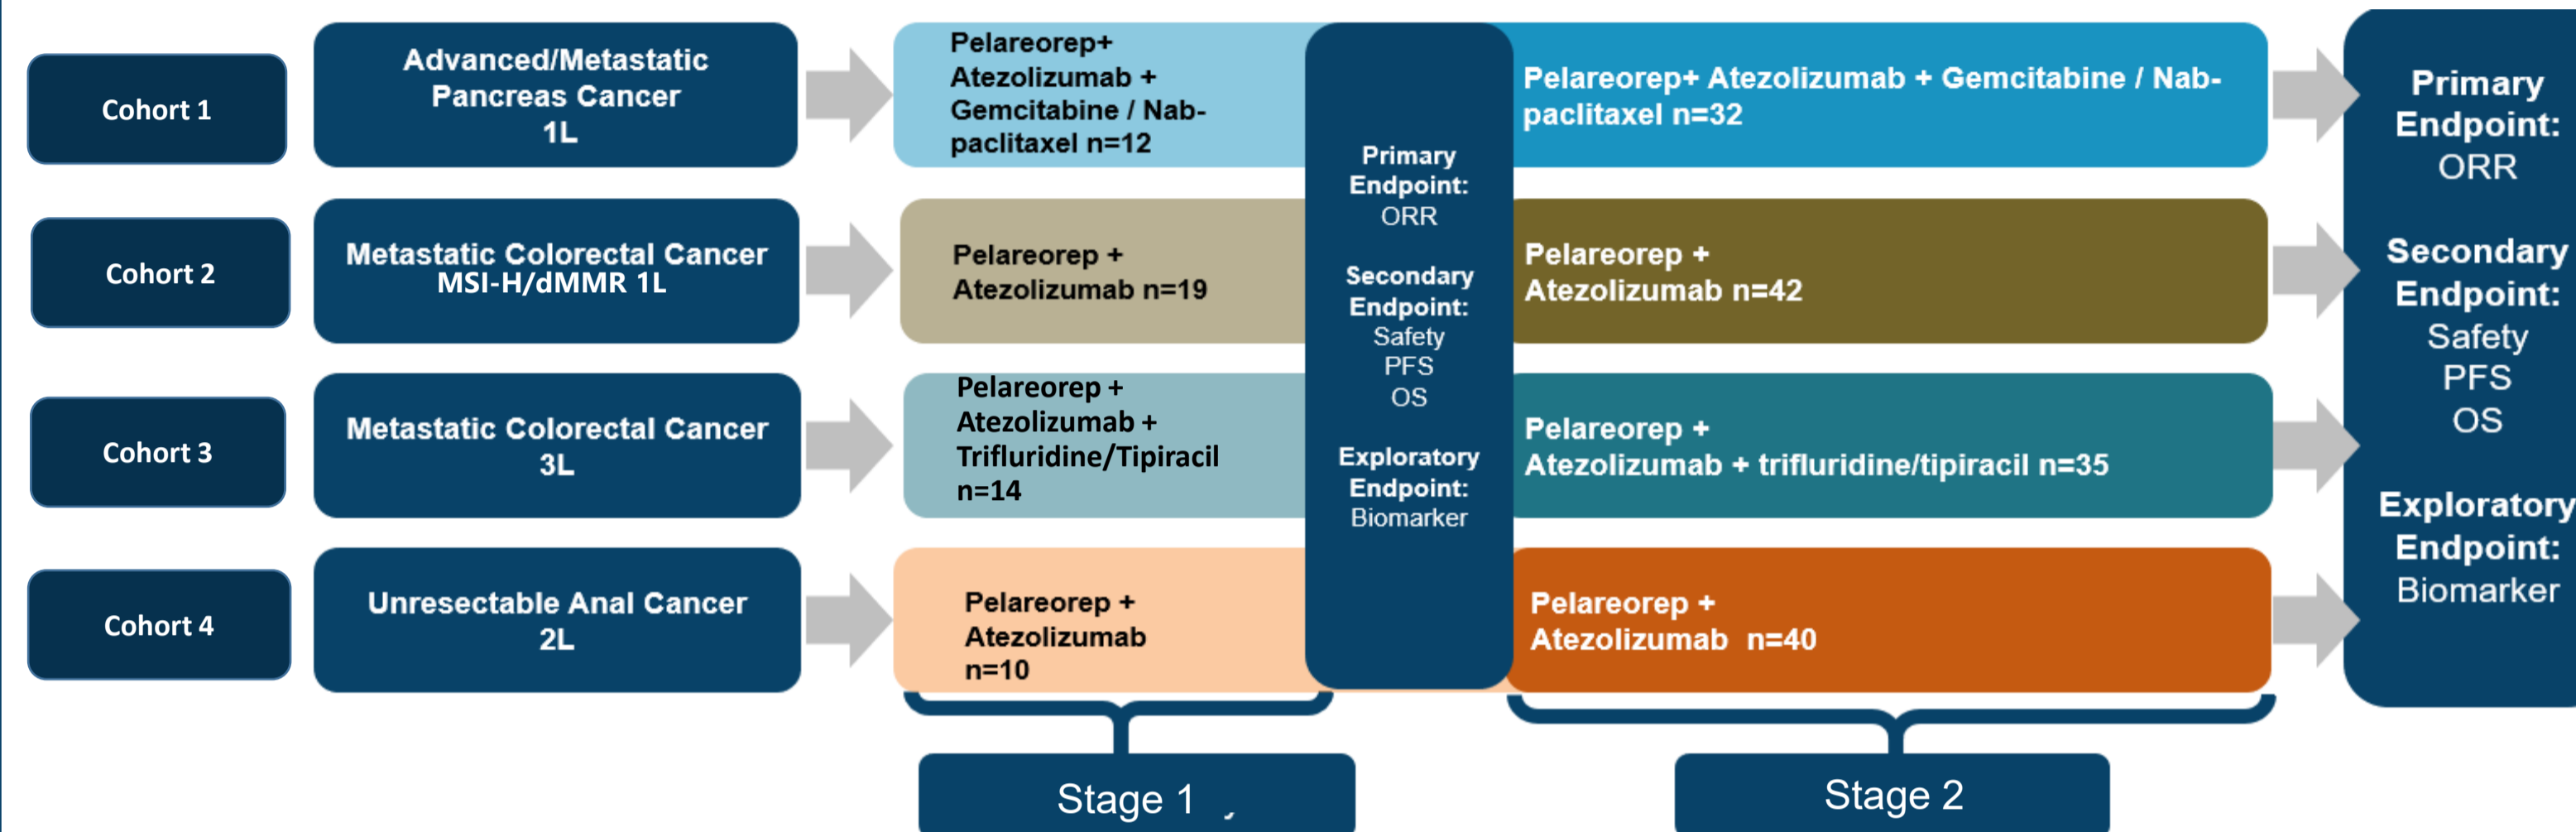 Cohort 1
Advanced/Metastatic
Pancreas Cancer
1L
Pelareorep+
Atezolizumab +
Gemcitabine / Nab-
paclitaxel n=12
Pelareorep+ Atezolizumab + Gemcitabine / Nab-
paclitaxel n=32
Cohort 2
Metastatic Colorectal Cancer
MSI-H/dMMR 1L
Pelareorep +
Atezolizumab n=19
Pelareorep +
Atezolizumab n=42
Cohort 3
Metastatic Colorectal Cancer
3L
Pelareorep +
Atezolizumab +
Trifluridine/Tipiracil
n=14
Pelareorep +
Atezolizumab + trifluridine/tipiracil n=35
Cohort 4
Unresectable Anal Cancer
2L
Pelareorep +
Atezolizumab
n=10
Pelareorep +
Atezolizumab n=40
Primary
Endpoint:
ORR
Secondary
Endpoint:
Safety
PFS
OS
Exploratory
Endpoint:
Biomarker
Primary
Endpoint:
ORR
Secondary
Endpoint:
Safety
PFS
OS
Exploratory
Endpoint:
Biomarker
Stage 1
Stage 2